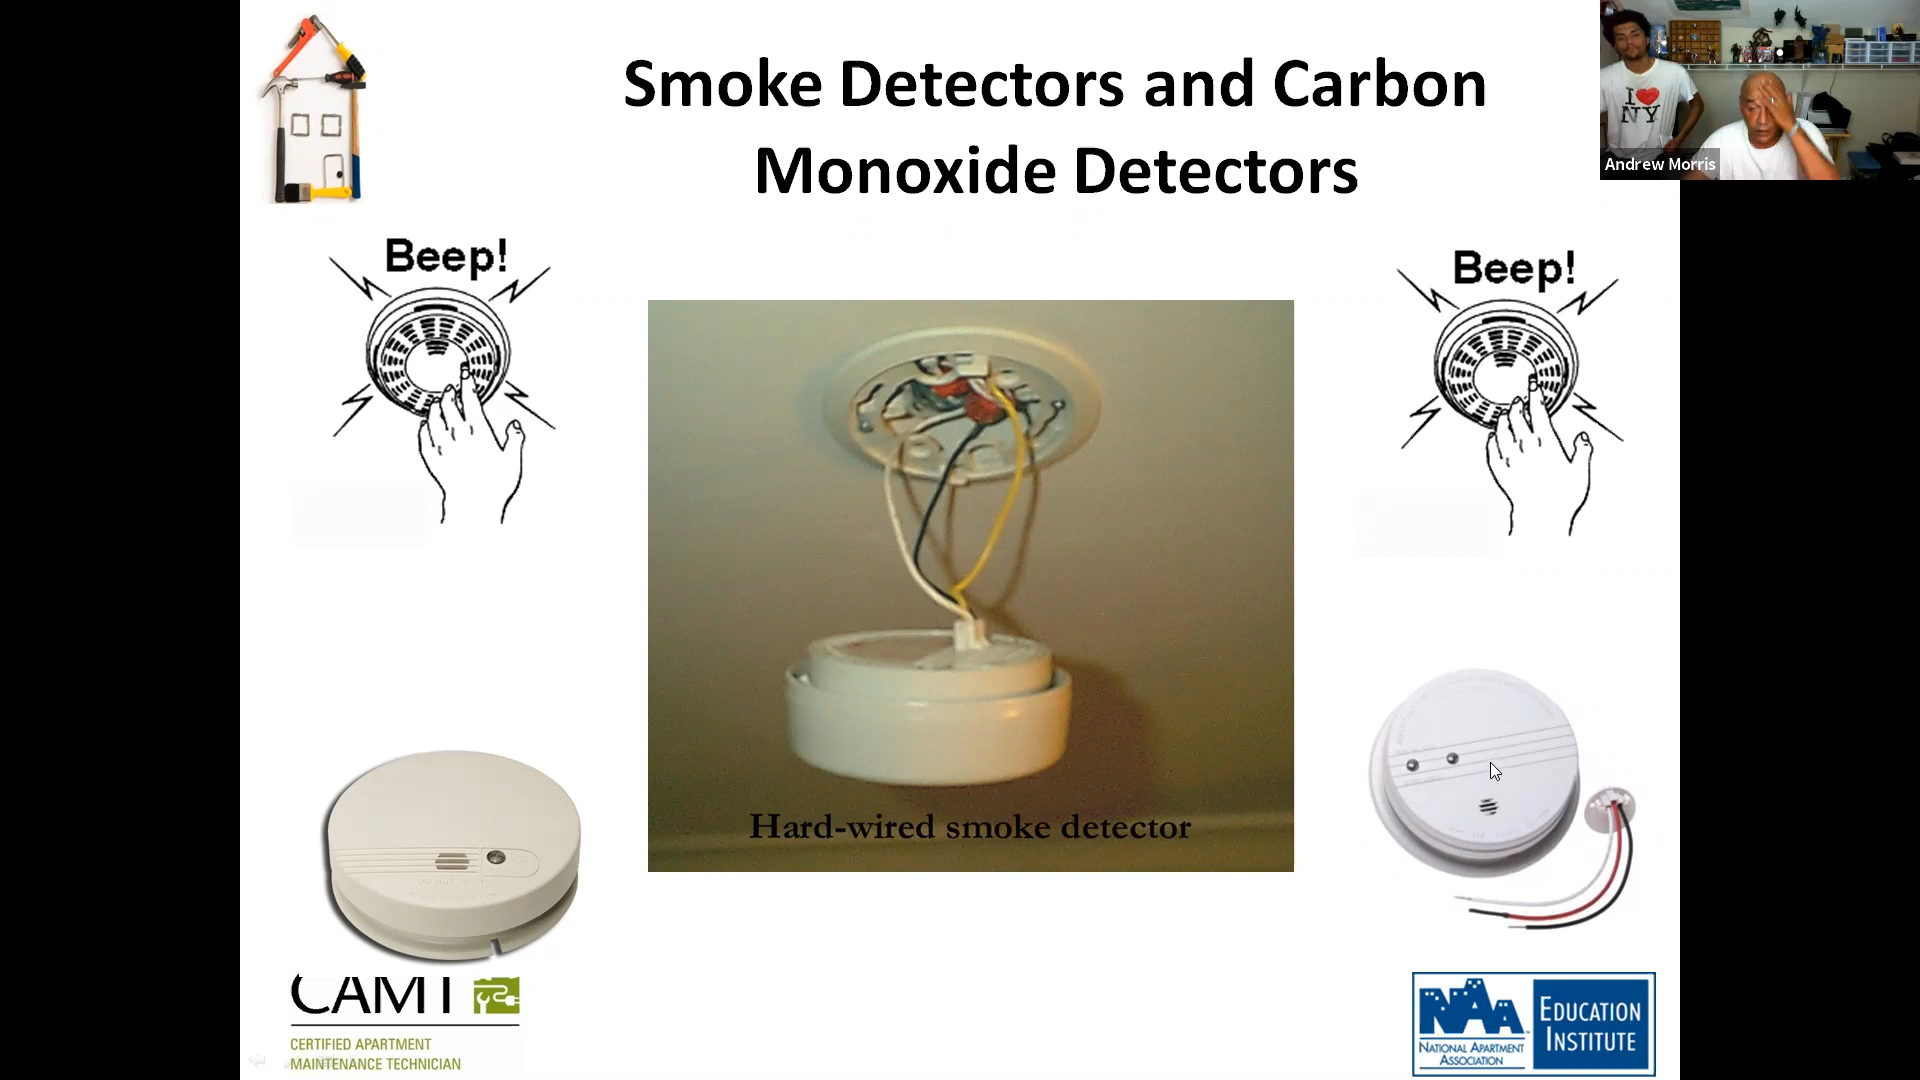 Smoke Detectors and Carbon
Monoxide Detectors
I ❤ NY
Andrew Morris
Beep!
Beep!
Hard-wired smoke detector
CAMT
CERTIFIED APARTMENT
MAINTENANCE TECHNICIAN
NAA
NATIONAL APARTMENT
ASSOCIATION
EDUCATION
INSTITUTE